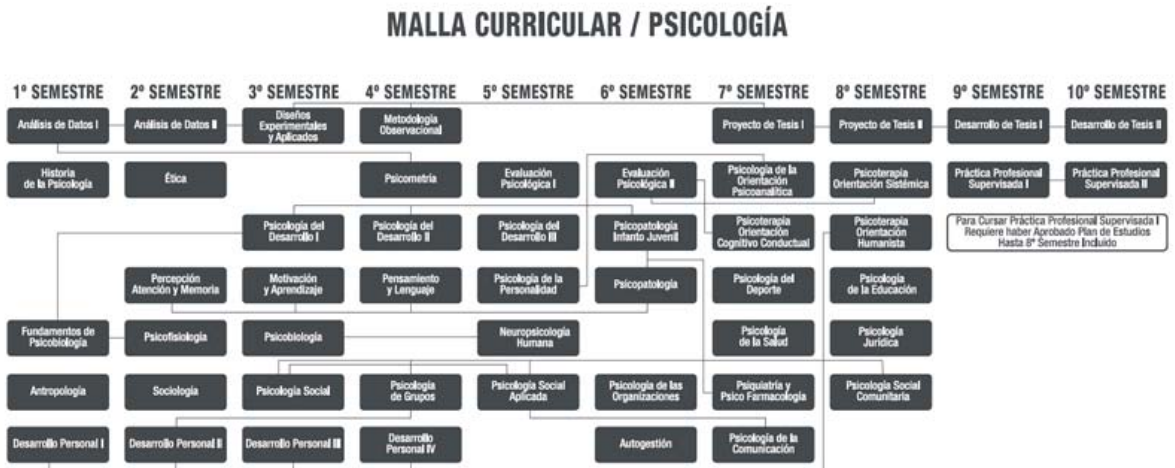 MALLA CURRICULAR / PSICOLOGÍA
1º SEMESTRE
2º SEMESTRE
3º SEMESTRE
4º SEMESTRE
5º SEMESTRE
6º SEMESTRE
7º SEMESTRE
8º SEMESTRE
9º SEMESTRE
10º SEMESTRE
Análisis de Datos I
Análisis de Datos II
Diseños
Experimentales
y Aplicados
Metodología
Observacional
Proyecto de Tesis I
Proyecto de Tesis II
Desarrollo de Tesis I
Desarrollo de Tesis II
Historia
de la Psicología
Ética
Psicometría
Evaluación
Psicológica I
Evaluación
Psicológica II
Psicología de la
Orientación
Psicoanalítica
Psicoterapia
Orientación Sistémica
Práctica Profesional
Supervisada I
Práctica Profesional
Supervisada II
Psicología del
Desarrollo I
Psicología del
Desarrollo II
Psicología del
Desarrollo III
Psicopatología
Infanto Juvenil
Psicoterapia
Orientación
Cognitivo Conductual
Psicoterapia
Orientación
Humanista
Para Cursar Práctica Profesional Supervisada I
Requiere haber Aprobado Plan de Estudios
Hasta 8º Semestre Incluido
Percepción
Atención y Memoria
Motivación
y Aprendizaje
Pensamiento
y Lenguaje
Psicología de la
Personalidad
Psicopatología
Psicología del
Deporte
Psicología
de la Educación
Fundamentos de
Psicobiología
Psicofisiología
Psicobiología
Neuropsicología
Humana
Psicología
de la Salud
Psicología
Jurídica
Antropología
Sociología
Psicología Social
Psicología
de Grupos
Psicología Social
Aplicada
Psicología de las
Organizaciones
Psiquiatría y
Psico Farmacología
Psicología Social
Comunitaria
Desarrollo Personal I
Desarrollo Personal II
Desarrollo Personal III
Desarrollo
Personal IV
Autogestión
Psicología de la
Comunicación